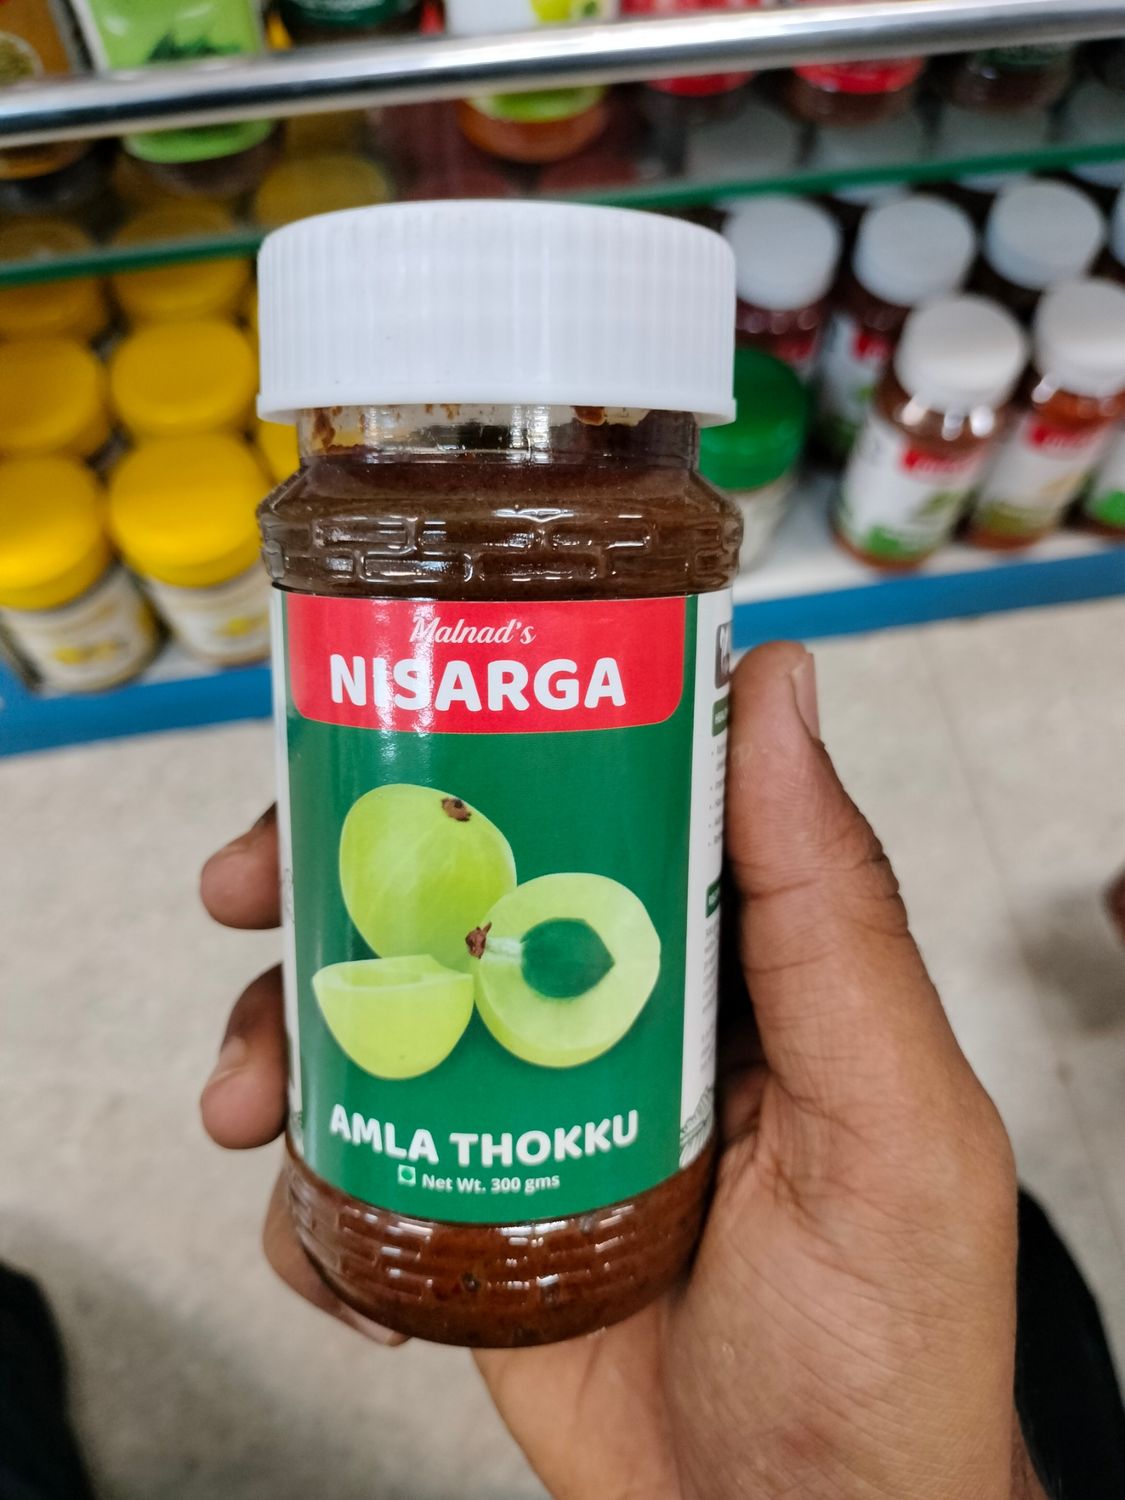 Malnad's
NISARGA
AMLA THOKKU
Net Wt. 300 gms